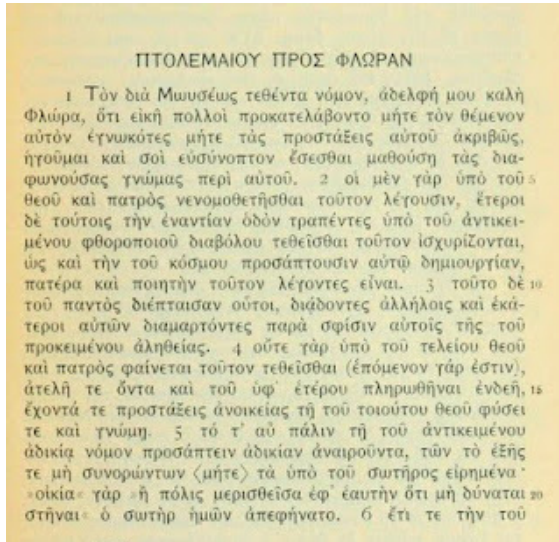 ΠΤΟΛΕΜΑΙΟΥ ΠΡΟΣ ΦΛΩΡΑΝ
1 Τὸν διὰ Μωυσέως τεθέντα νόμον, ἀδελφή μου καλὴ
Φλώρα, ὅτι εἰκῆ πολλοὶ προκατελάβοντο μήτε τὸν θέμενον
αὐτὸν ἐγνωκότες μήτε τὰς προστάξεις αὐτοῦ ἀκριβῶς,
ἡγοῦμαι καὶ σοὶ εὐσύνοπτον ἔσεσθαι μαθούσῃ τὰς δια-
φωνούσας γνώμας περὶ αὐτοῦ. 2 οἱ μὲν γὰρ ὑπὸ τοῦ 5
θεοῦ καὶ πατρὸς νενομοθετῆσθαι τοῦτον λέγουσιν, ἕτεροι
δὲ τούτοις τὴν ἐναντίαν ὁδὸν τραπέντες ὑπὸ τοῦ ἀντικει-
μένου φθοροποιοῦ διαβόλου τεθεῖσθαι τοῦτον ἰσχυρίζονται,
ὡς καὶ τὴν τοῦ κόσμου προσάπτουσιν αὐτῷ δημιουργίαν,
πατέρα καὶ ποιητὴν τοῦτον λέγοντες εἶναι. 3 τοῦτο δὲ 10
τοῦ παντὸς διέπταισαν οὗτοι, διᾴδοντες ἀλλήλοις καὶ ἑκά-
τεροι αὐτῶν διαμαρτόντες παρὰ σφίσιν αὐτοῖς τῆς τοῦ
προκειμένου ἀληθείας. 4 οὔτε γὰρ ὑπὸ τοῦ τελείου θεοῦ
καὶ πατρὸς φαίνεται τοῦτον τεθεῖσθαι (ἑπόμενον γάρ ἐστιν),
ἀτελῆ τε ὄντα καὶ τοῦ ὑφ' ἑτέρου πληρωθῆναι ἐνδεῆ, 15
ἔχοντά τε προστάξεις ἀνοικείας τῇ τοῦ τοιούτου θεοῦ φύσει
τε καὶ γνώμῃ. 5 τό τ' αὖ πάλιν τῇ τοῦ ἀντικειμένου
ἀδικίᾳ νόμον προσάπτειν ἀδικίαν ἀναιροῦντα, τῶν τὸ ἑξῆς
τε μὴ συνορώντων ⟨μήτε⟩ τὰ ὑπὸ τοῦ σωτῆρος εἰρημένα ·
»οἰκία« γὰρ »ἢ πόλις μερισθεῖσα ἐφ' ἑαυτὴν ὅτι μὴ δύναται 20
στῆναι« ὁ σωτὴρ ἡμῶν ἀπεφήνατο. 6 ἔτι τε τὴν τοῦ